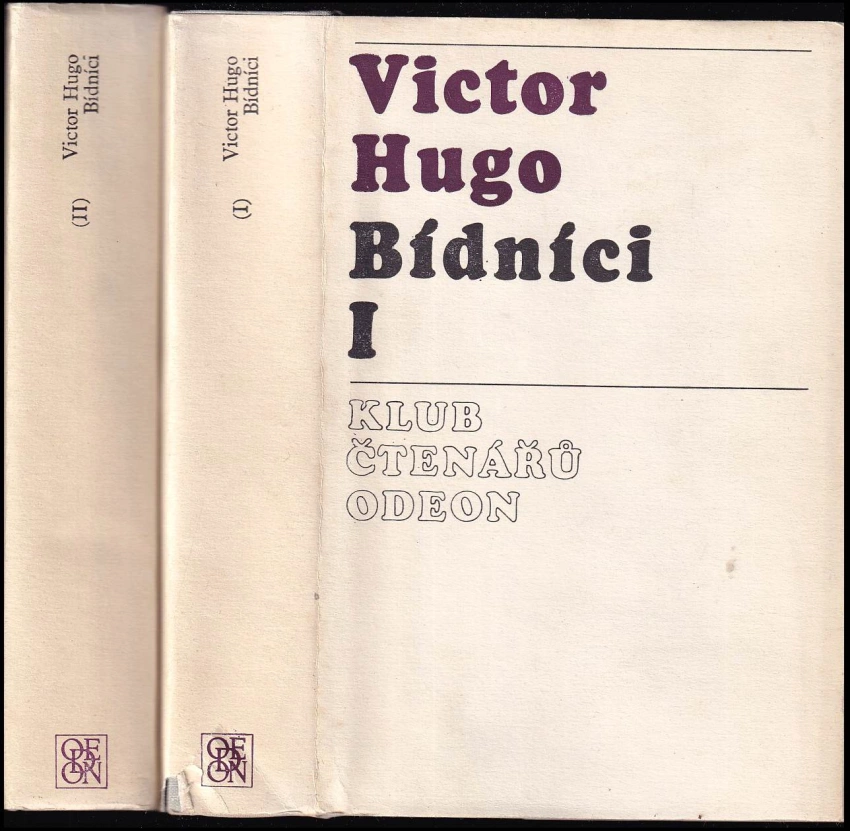 Victor Hugo
Bídníci
(II)
ODEON
Victor Hugo
Bídníci
(I)
ODEON
Victor
Hugo
Bídníci
I
KLUB
ČTENÁŘŮ
ODEON